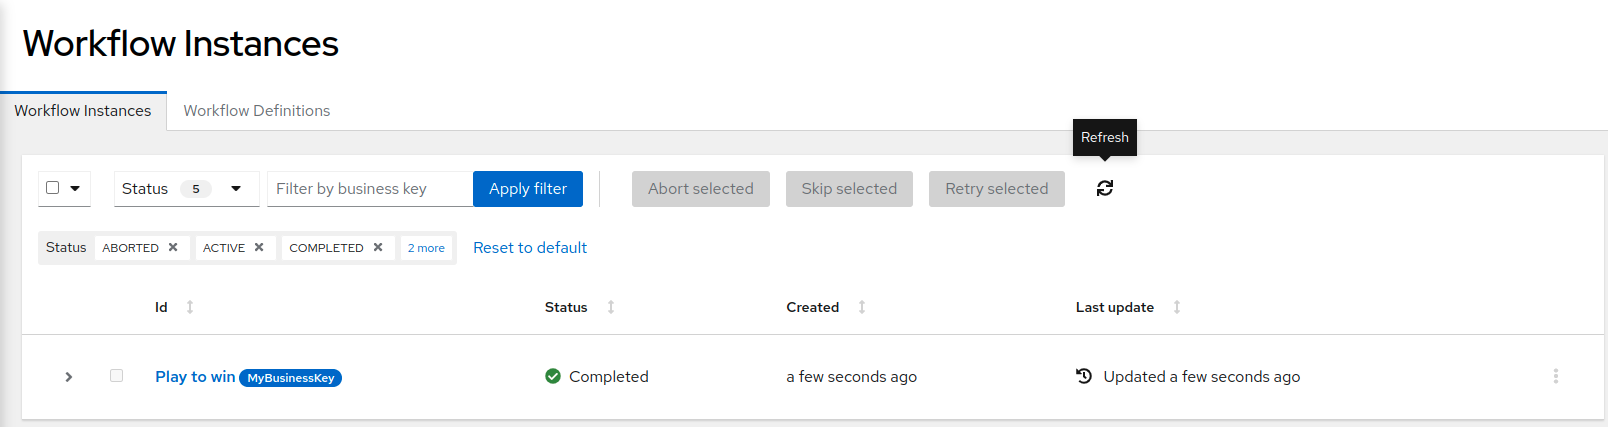 Workflow Instances
Workflow Instances Workflow Definitions
Refresh
Status 5 Filter by business key Apply filter Abort selected Skip selected Retry selected
Status ABORTED ACTIVE COMPLETED 2 more Reset to default
Id Status Created Last update
Play to win MyBusinessKey Completed a few seconds ago Updated a few seconds ago